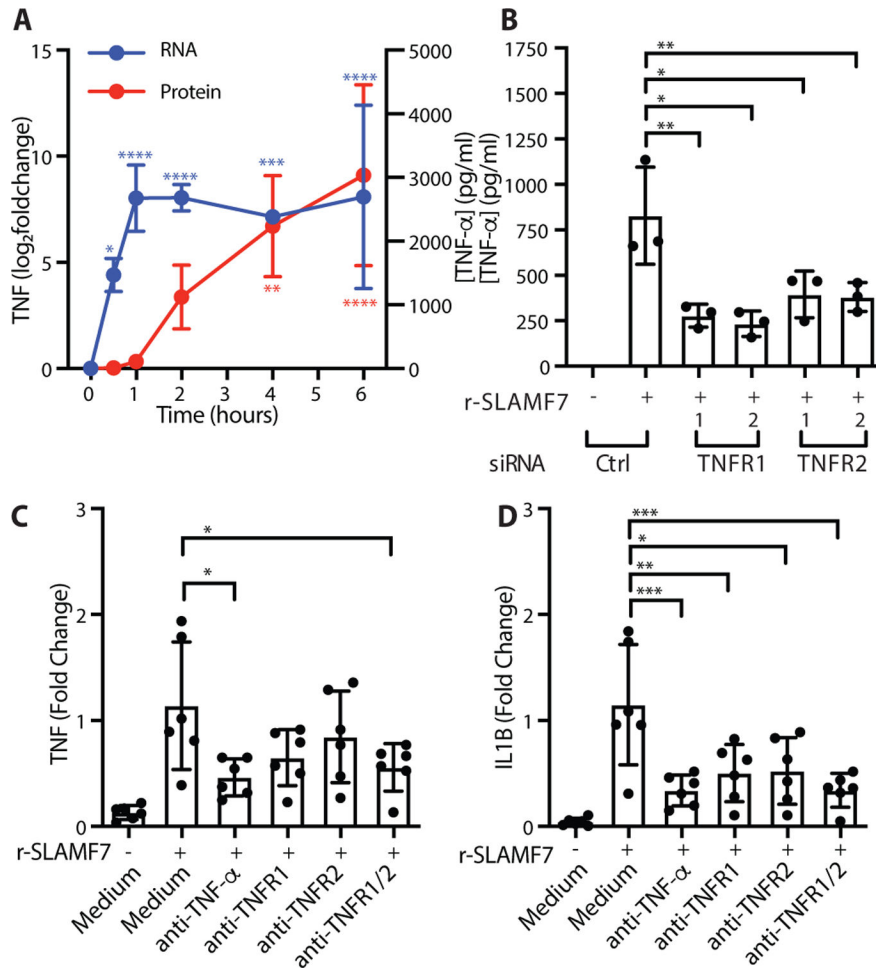 A
RNA
Protein
15
10
5
0
TNF (log2foldchange)
5000
4000
3000
2000
1000
0
[TNF-α] (pg/ml)
* **** **** *** ****
** ****
0 1 2 3 4 5 6
Time (hours)
B
[TNF-α] (pg/ml)
1750
1500
1250
1000
750
500
250
0
**
*
*
**
r-SLAMF7 - + + + + +
1 2 1 2
siRNA Ctrl TNFR1 TNFR2
C
TNF (Fold Change)
3
2
1
0
*
*
r-SLAMF7 - + + + + +
Medium
Medium
anti-TNF-α
anti-TNFR1
anti-TNFR2
anti-TNFR1/2
D
IL1B (Fold Change)
3
2
1
0
***
*
**
***
r-SLAMF7 - + + + + +
Medium
Medium
anti-TNF-α
anti-TNFR1
anti-TNFR2
anti-TNFR1/2